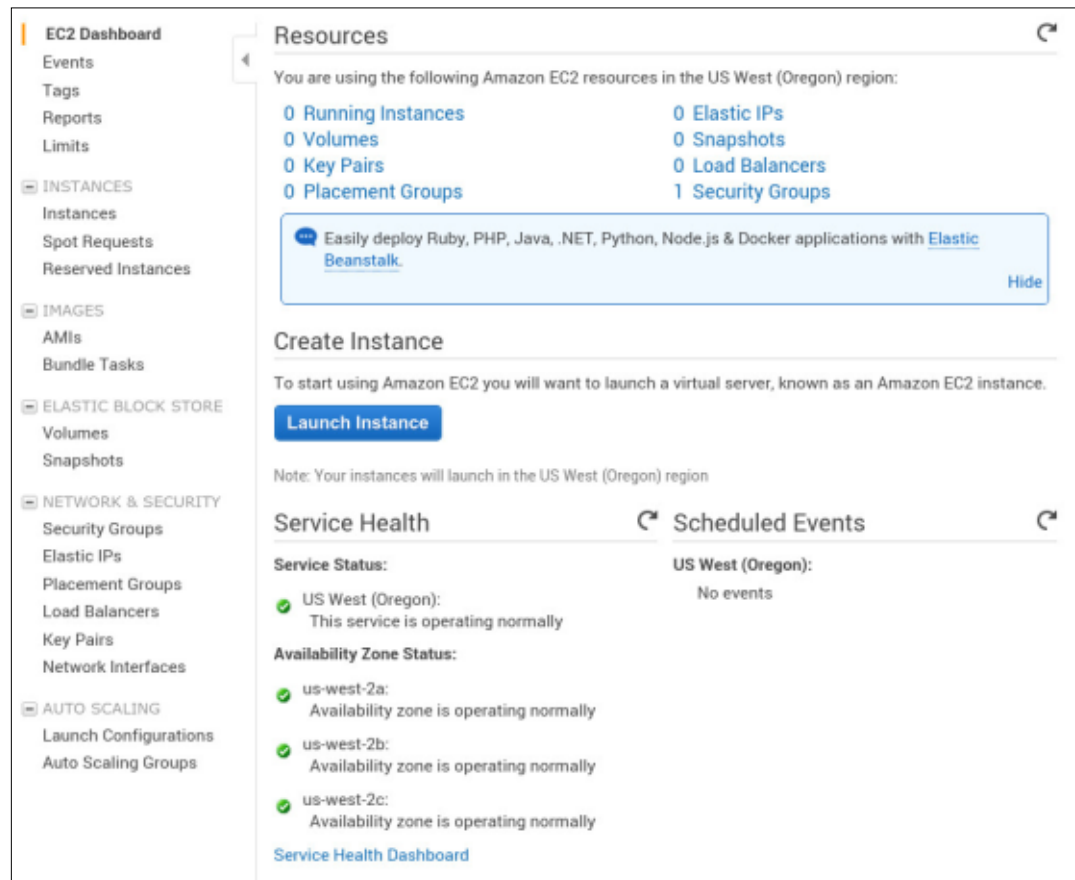 EC2 Dashboard
Events
Tags
Reports
Limits
INSTANCES
Instances
Spot Requests
Reserved Instances
IMAGES
AMIs
Bundle Tasks
ELASTIC BLOCK STORE
Volumes
Snapshots
NETWORK & SECURITY
Security Groups
Elastic IPs
Placement Groups
Load Balancers
Key Pairs
Network Interfaces
AUTO SCALING
Launch Configurations
Auto Scaling Groups
Resources
You are using the following Amazon EC2 resources in the US West (Oregon) region:
0 Running Instances
0 Volumes
0 Key Pairs
0 Placement Groups
0 Elastic IPs
0 Snapshots
0 Load Balancers
1 Security Groups
Easily deploy Ruby, PHP, Java, .NET, Python, Node.js & Docker applications with Elastic
Beanstalk.
Hide
Create Instance
To start using Amazon EC2 you will want to launch a virtual server, known as an Amazon EC2 instance.
Launch Instance
Note: Your instances will launch in the US West (Oregon) region
Service Health
Service Status:
US West (Oregon):
This service is operating normally
Availability Zone Status:
us-west-2a:
Availability zone is operating normally
us-west-2b:
Availability zone is operating normally
us-west-2c:
Availability zone is operating normally
Service Health Dashboard
Scheduled Events
US West (Oregon):
No events